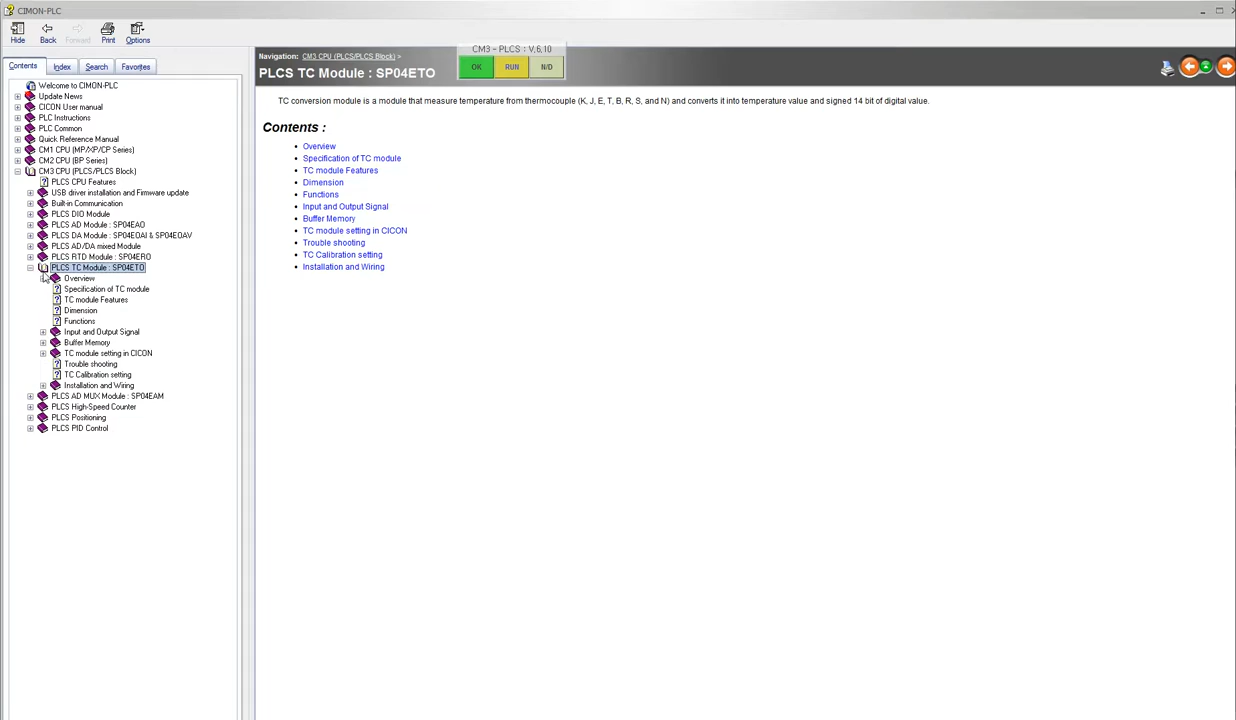 CIMON-PLC
Hide Back Forward Print Options
Contents Index Search Favorites
Welcome to CIMON-PLC
Update News
CICON User manual
PLC Instructions
PLC Common
Quick Reference Manual
CM1 CPU (MP/XP/CP Series)
CM2 CPU (BP Series)
CM3 CPU (PLCS/PLCS Block)
PLCS CPU Features
USB driver installation and Firmware update
Built-in Communication
PLCS DIO Module
PLCS AD Module : SP04EAO
PLCS DA Module : SP04EOAI & SP04EOAV
PLCS AD/DA mixed Module
PLCS RTD Module : SP04ERO
PLCS TC Module : SP04ETO
Overview
Specification of TC module
TC module Features
Dimension
Functions
Input and Output Signal
Buffer Memory
TC module setting in CICON
Trouble shooting
TC Calibration setting
Installation and Wiring
PLCS AD MUX Module : SP04EAM
PLCS High-Speed Counter
PLCS Positioning
PLCS PID Control
Navigation: CM3 CPU (PLCS/PLCS Block) >
PLCS TC Module : SP04ETO
CM3 - PLCS : V,6,10
OK RUN N/D
TC conversion module is a module that measure temperature from thermocouple (K, J, E, T, B, R, S, and N) and converts it into temperature value and signed 14 bit of digital value.
Contents :
• Overview
• Specification of TC module
• TC module Features
• Dimension
• Functions
• Input and Output Signal
• Buffer Memory
• TC module setting in CICON
• Trouble shooting
• TC Calibration setting
• Installation and Wiring